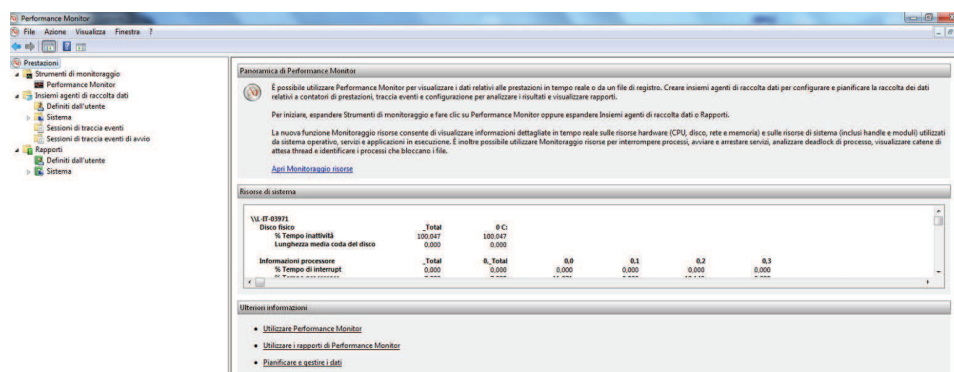 Performance Monitor
File Azione Visualizza Finestra ?
Prestazioni
Strumenti di monitoraggio
Performance Monitor
Insiemi agenti di raccolta dati
Definiti dall'utente
Sistema
Sessioni di traccia eventi
Sessioni di traccia eventi di avvio
Rapporti
Definiti dall'utente
Sistema
Panoramica di Performance Monitor
È possibile utilizzare Performance Monitor per visualizzare i dati relativi alle prestazioni in tempo reale o da un file di registro. Creare insiemi agenti di raccolta dati per configurare e pianificare la raccolta dei dati
relativi a contatori di prestazioni, traccia eventi e configurazione per analizzare i risultati e visualizzare rapporti.
Per iniziare, espandere Strumenti di monitoraggio e fare clic su Performance Monitor oppure espandere Insiemi agenti di raccolta dati o Rapporti.
La nuova funzione Monitoraggio risorse consente di visualizzare informazioni dettagliate in tempo reale sulle risorse hardware (CPU, disco, rete e memoria) e sulle risorse di sistema (inclusi handle e moduli) utilizzati
da sistema operativo, servizi e applicazioni in esecuzione. È inoltre possibile utilizzare Monitoraggio risorse per interrompere processi, avviare e arrestare servizi, analizzare deadlock di processo, visualizzare catene di
attesa thread e identificare i processi che bloccano i file.
Apri Monitoraggio risorse
Risorse di sistema
\\L-IT-03971
Disco fisico _Total 0 C:
% Tempo inattività 100,047 100,047
Lunghezza media coda del disco 0,000 0,000
Informazioni processore _Total 0,_Total 0,0 0,1 0,2 0,3
% Tempo di interrupt 0,000 0,000 0,000 0,000 0,000 0,000
Ulteriori informazioni
• Utilizzare Performance Monitor
• Utilizzare i rapporti di Performance Monitor
• Pianificare e gestire i dati